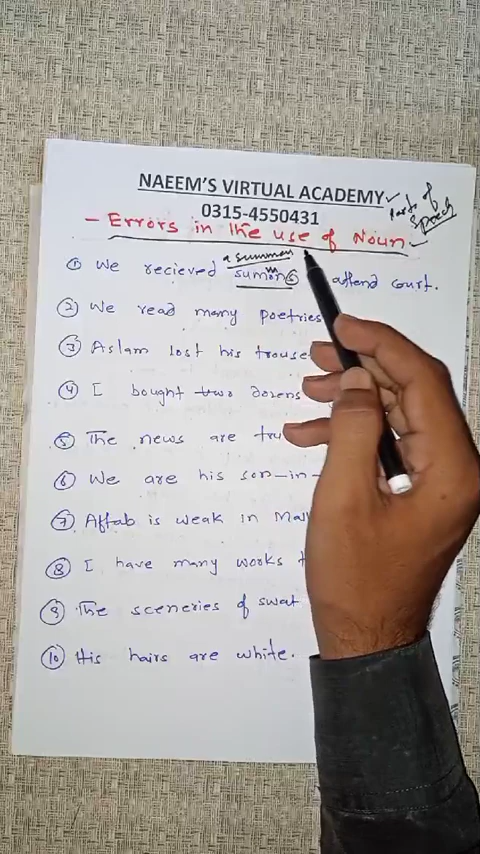 NAEEM'S VIRTUAL ACADEMY
0315-4550431
Parts of Speech
- Errors in the use of Noun
a summon
① We recieved summons attend court.
② We read many poetries
③ Aslam lost his trouse
④ I bought two dozens
⑤ The news are tru
⑥ We are his son-in-
⑦ Aftab is weak in Mat
⑧ I have many works t
⑨ The sceneries of swat
⑩ His hairs are white.